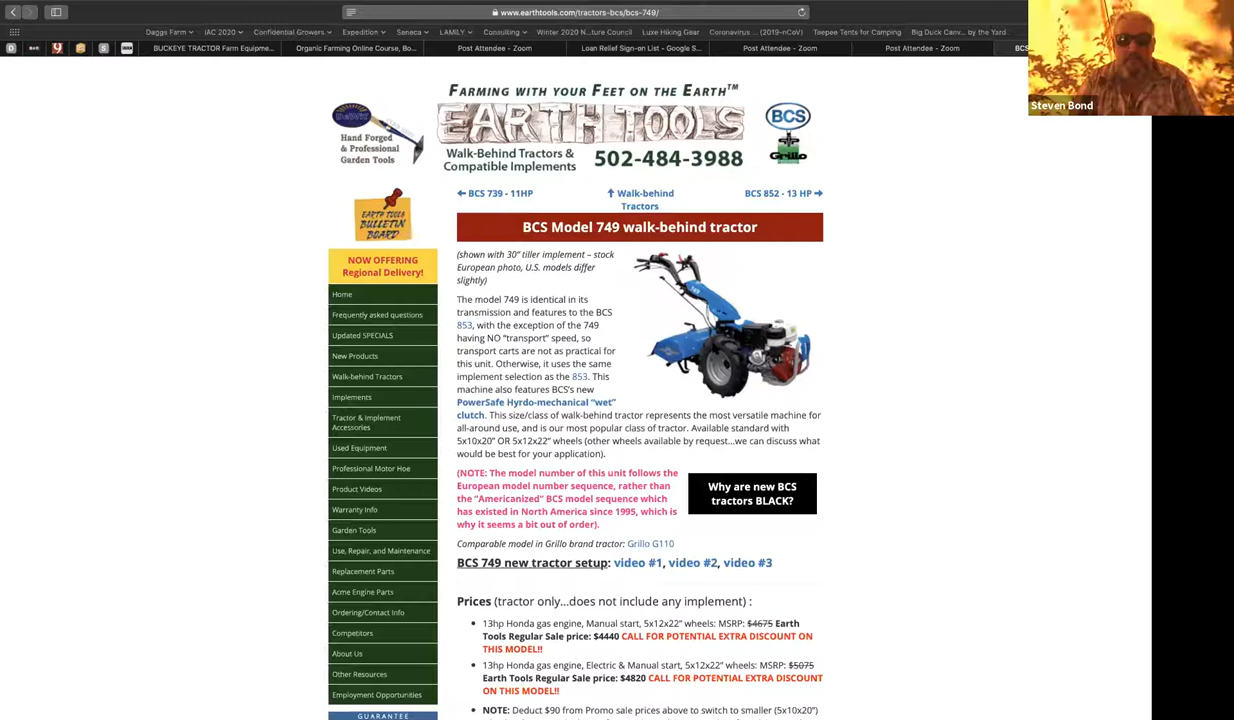 www.earthtools.com/tractors-bcs/bcs-749/
Daggs Farm IAC 2020 Confidential Growers Expedition Seneca LAMILY Consulting Winter 2020 N...ture Council Luxe Hiking Gear Coronavirus (2019-nCoV) Teepee Tents for Camping Big Duck Canv... by the Yard
BUCKEYE TRACTOR Farm Equipme... Organic Farming Online Course, Bo... Post Attendee - Zoom Loan Relief Sign-on List - Google S... Post Attendee - Zoom Post Attendee - Zoom BCS
Steven Bond
FARMING WITH YOUR FEET ON THE EARTH™
EARTH TOOLS
BCS
Grillo
Hand Forged
& Professional
Garden Tools
Walk-Behind Tractors &
Compatible Implements
502-484-3988
EARTH TOOLS
BULLETIN
BOARD
NOW OFFERING
Regional Delivery!
Home
Frequently asked questions
Updated SPECIALS
New Products
Walk-behind Tractors
Implements
Tractor & Implement
Accessories
Used Equipment
Professional Motor Hoe
Product Videos
Warranty Info
Garden Tools
Use, Repair, and Maintenance
Replacement Parts
Acme Engine Parts
Ordering/Contact Info
Competitors
About Us
Other Resources
Employment Opportunities
GUARANTEE
BCS 739 - 11HP
Walk-behind
Tractors
BCS 852 - 13 HP
BCS Model 749 walk-behind tractor
(shown with 30" tiller implement – stock
European photo, U.S. models differ
slightly)
The model 749 is identical in its
transmission and features to the BCS
853, with the exception of the 749
having NO "transport" speed, so
transport carts are not as practical for
this unit. Otherwise, it uses the same
implement selection as the 853. This
machine also features BCS's new
PowerSafe Hyrdo-mechanical "wet"
clutch. This size/class of walk-behind tractor represents the most versatile machine for
all-around use, and is our most popular class of tractor. Available standard with
5x10x20" OR 5x12x22" wheels (other wheels available by request...we can discuss what
would be best for your application).
(NOTE: The model number of this unit follows the
European model number sequence, rather than
the "Americanized" BCS model sequence which
has existed in North America since 1995, which is
why it seems a bit out of order).
Why are new BCS
tractors BLACK?
Comparable model in Grillo brand tractor: Grillo G110
BCS 749 new tractor setup: video #1, video #2, video #3
Prices (tractor only...does not include any implement) :
13hp Honda gas engine, Manual start, 5x12x22" wheels: MSRP: $4675 Earth
Tools Regular Sale price: $4440 CALL FOR POTENTIAL EXTRA DISCOUNT ON
THIS MODEL!!
13hp Honda gas engine, Electric & Manual start, 5x12x22" wheels: MSRP: $5075
Earth Tools Regular Sale price: $4820 CALL FOR POTENTIAL EXTRA DISCOUNT
ON THIS MODEL!!
NOTE: Deduct $90 from Promo sale prices above to switch to smaller (5x10x20")